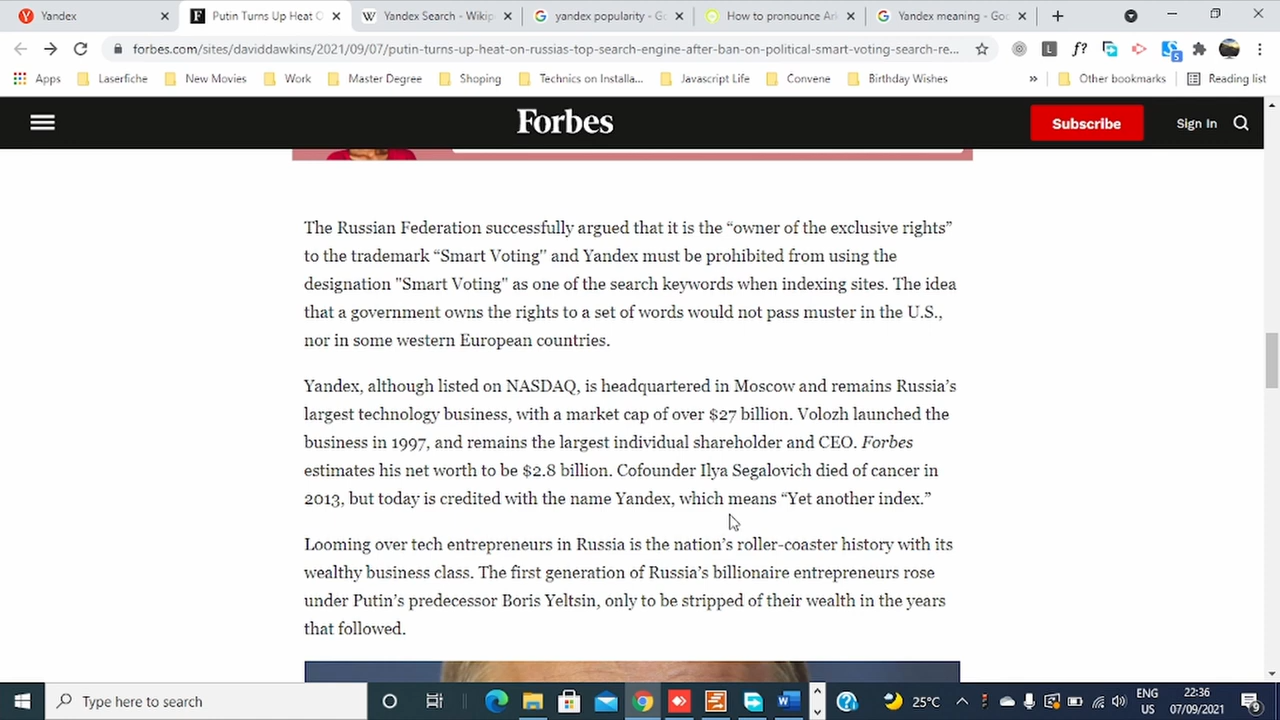 Yandex
Putin Turns Up Heat O
Yandex Search - Wikip
yandex popularity - Go
How to pronounce Ark
Yandex meaning - Goo
forbes.com/sites/daviddawkins/2021/09/07/putin-turns-up-heat-on-russias-top-search-engine-after-ban-on-political-smart-voting-search-re...
Apps
Laserfiche
New Movies
Work
Master Degree
Shoping
Technics on Installa...
Javascript Life
Convene
Birthday Wishes
»
Other bookmarks
Reading list
Forbes
Subscribe
Sign In
The Russian Federation successfully argued that it is the “owner of the exclusive rights”
to the trademark “Smart Voting” and Yandex must be prohibited from using the
designation "Smart Voting" as one of the search keywords when indexing sites. The idea
that a government owns the rights to a set of words would not pass muster in the U.S.,
nor in some western European countries.
Yandex, although listed on NASDAQ, is headquartered in Moscow and remains Russia’s
largest technology business, with a market cap of over $27 billion. Volozh launched the
business in 1997, and remains the largest individual shareholder and CEO. Forbes
estimates his net worth to be $2.8 billion. Cofounder Ilya Segalovich died of cancer in
2013, but today is credited with the name Yandex, which means “Yet another index.”
Looming over tech entrepreneurs in Russia is the nation’s roller-coaster history with its
wealthy business class. The first generation of Russia’s billionaire entrepreneurs rose
under Putin’s predecessor Boris Yeltsin, only to be stripped of their wealth in the years
that followed.
Type here to search
25°C
ENG
US
22:36
07/09/2021